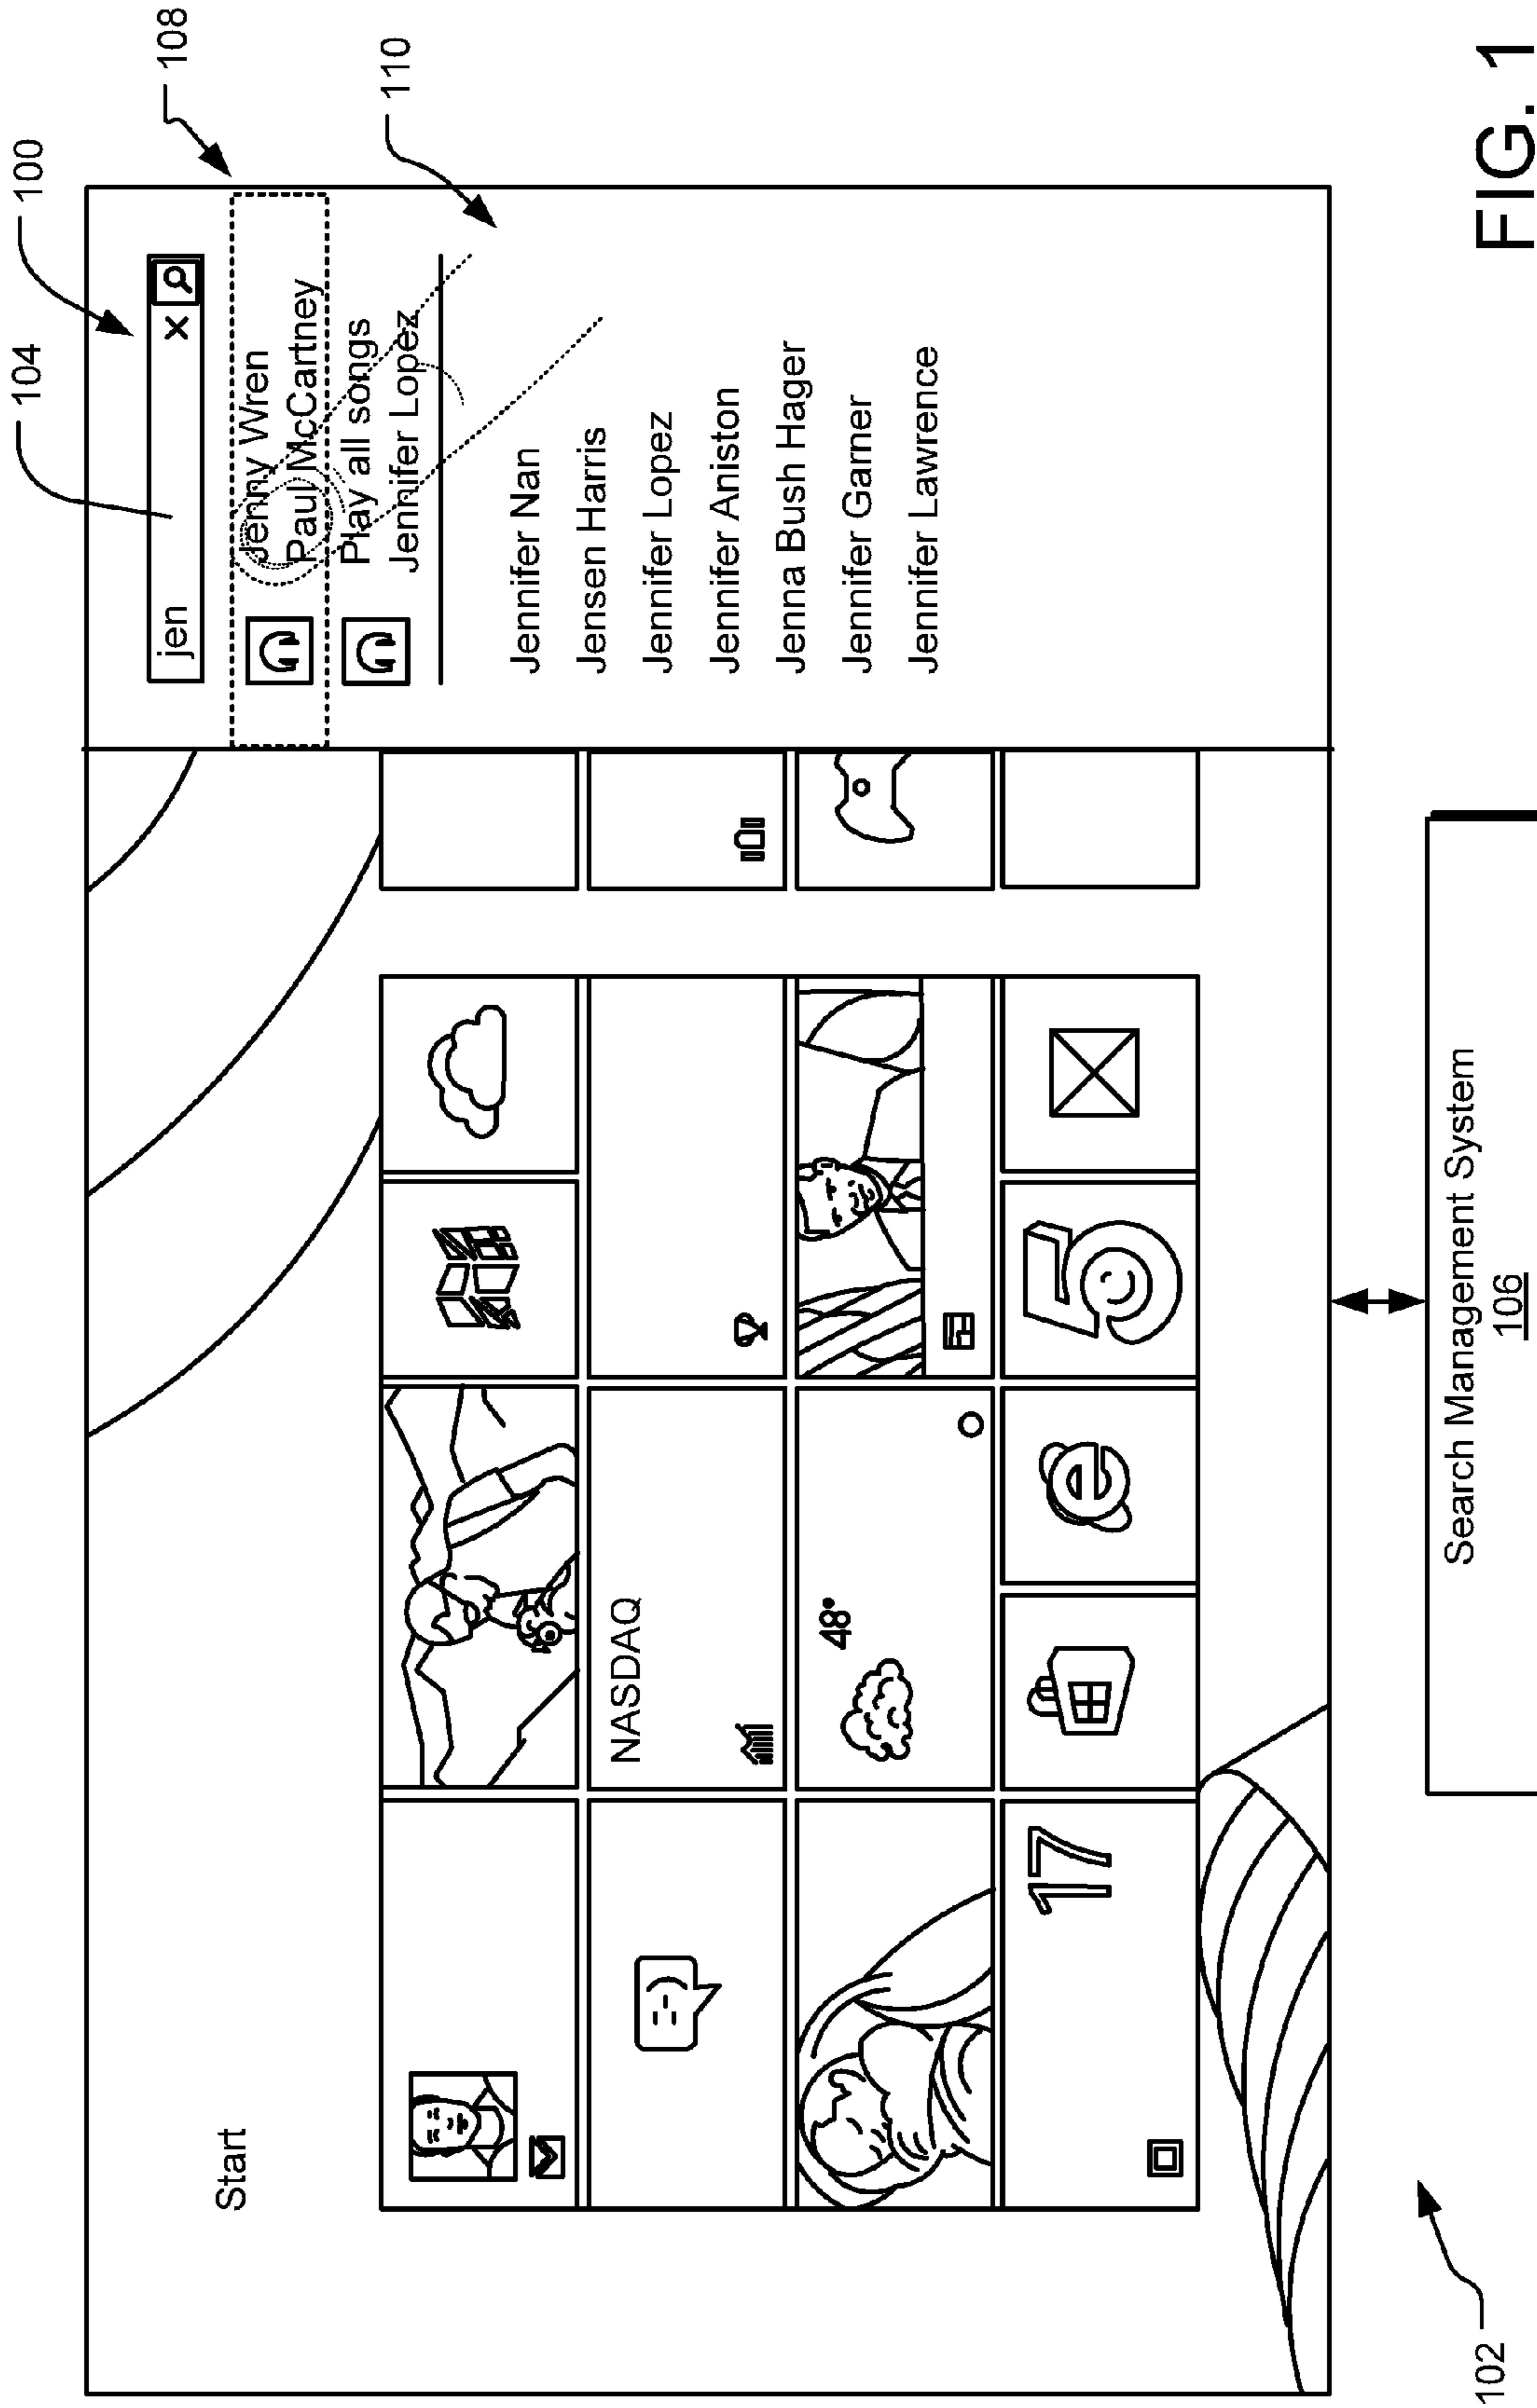 104
100
108
110
Start
jen
Jenny Wren
Paul McCartney
Play all songs
Jennifer Lopez
Jennifer Nan
Jensen Harris
Jennifer Lopez
Jennifer Aniston
Jenna Bush Hager
Jennifer Garner
Jennifer Lawrence
:-)
NASDAQ
48°
17
e
5
102
Search Management System
106
FIG. 1